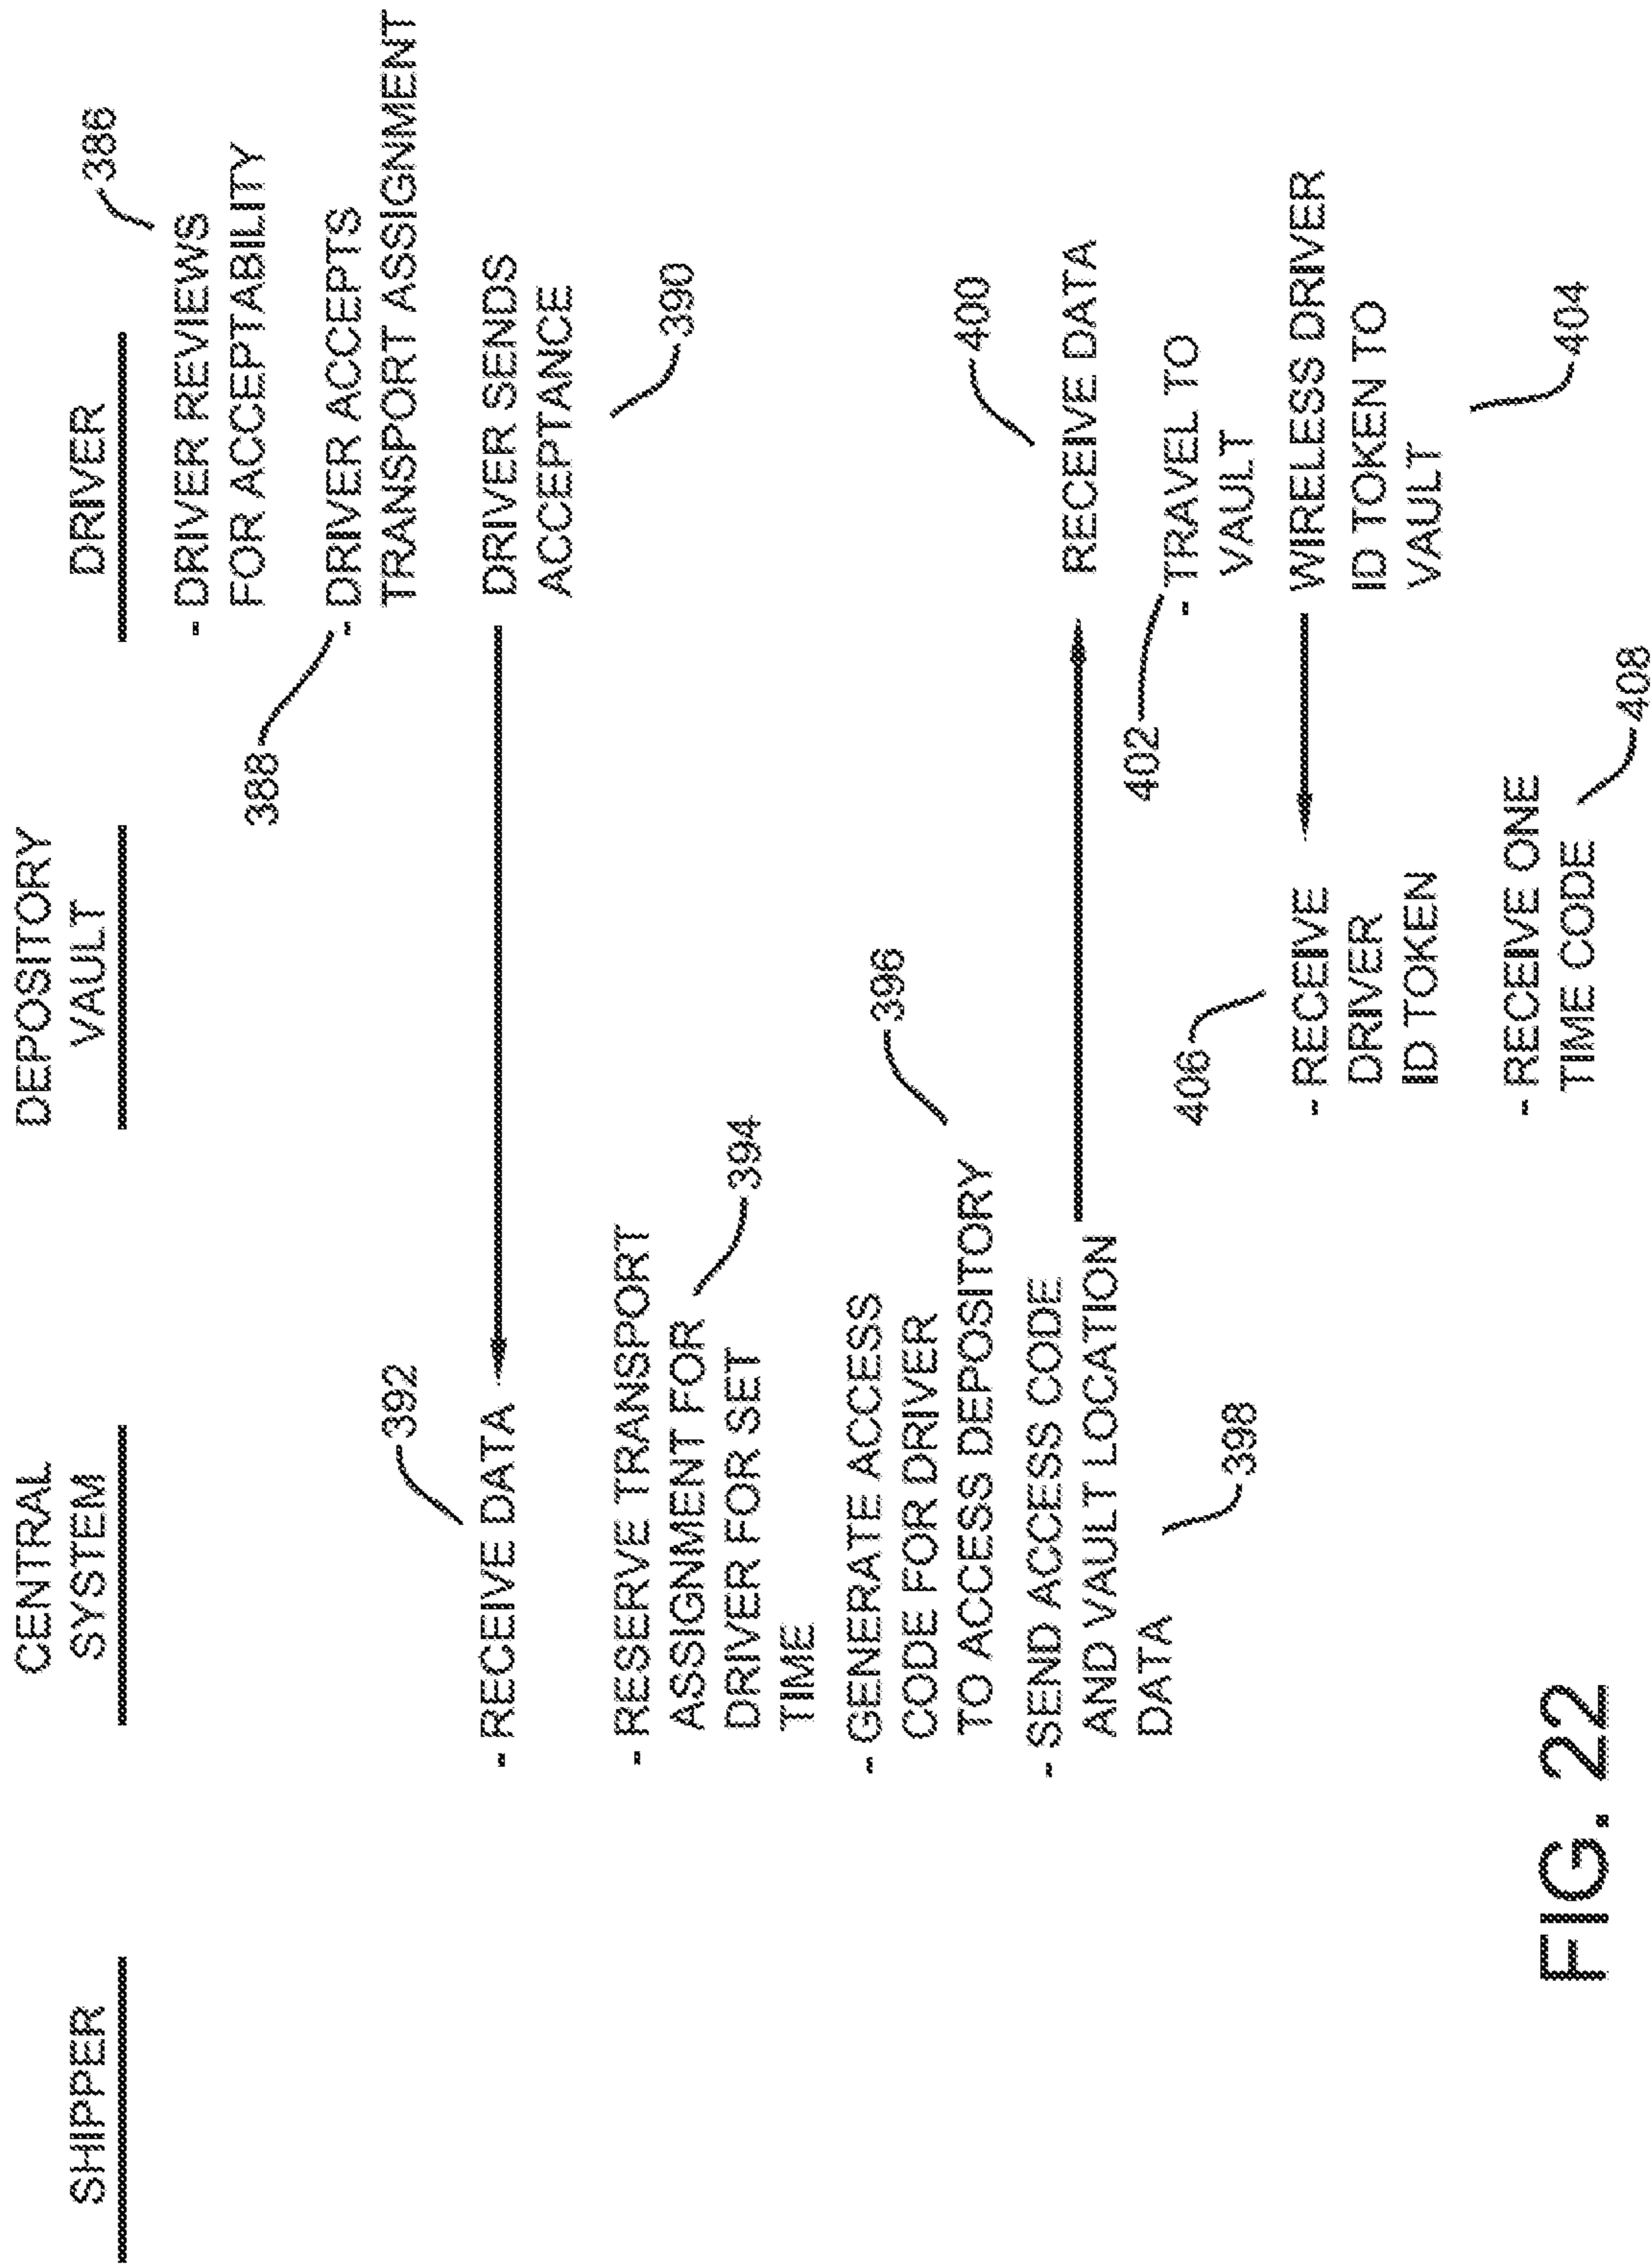 SHIPPER
CENTRAL
SYSTEM
DEPOSITORY
VAULT
DRIVER
- DRIVER REVIEWS
FOR ACCEPTABILITY
386
388
- DRIVER ACCEPTS
TRANSPORT ASSIGNMENT
DRIVER SENDS
ACCEPTANCE
390
392
- RECEIVE DATA
- RESERVE TRANSPORT
ASSIGNMENT FOR
DRIVER FOR SET
TIME
394
- GENERATE ACCESS
CODE FOR DRIVER
TO ACCESS DEPOSITORY
396
- SEND ACCESS CODE
AND VAULT LOCATION
DATA
398
400
RECEIVE DATA
402
- TRAVEL TO
VAULT
WIRELESS DRIVER
ID TOKEN TO
VAULT
404
406
- RECEIVE
DRIVER
ID TOKEN
- RECEIVE ONE
TIME CODE
408
FIG. 22